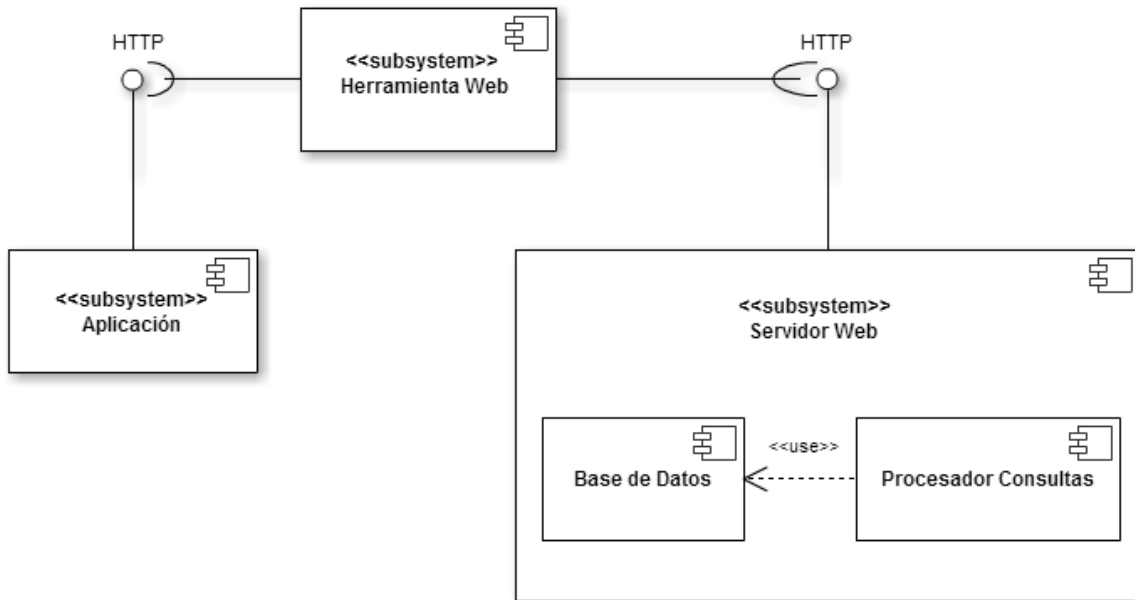 HTTP
<<subsystem>>
Herramienta Web
HTTP
<<subsystem>>
Aplicación
<<subsystem>>
Servidor Web
Base de Datos
<<use>>
Procesador Consultas